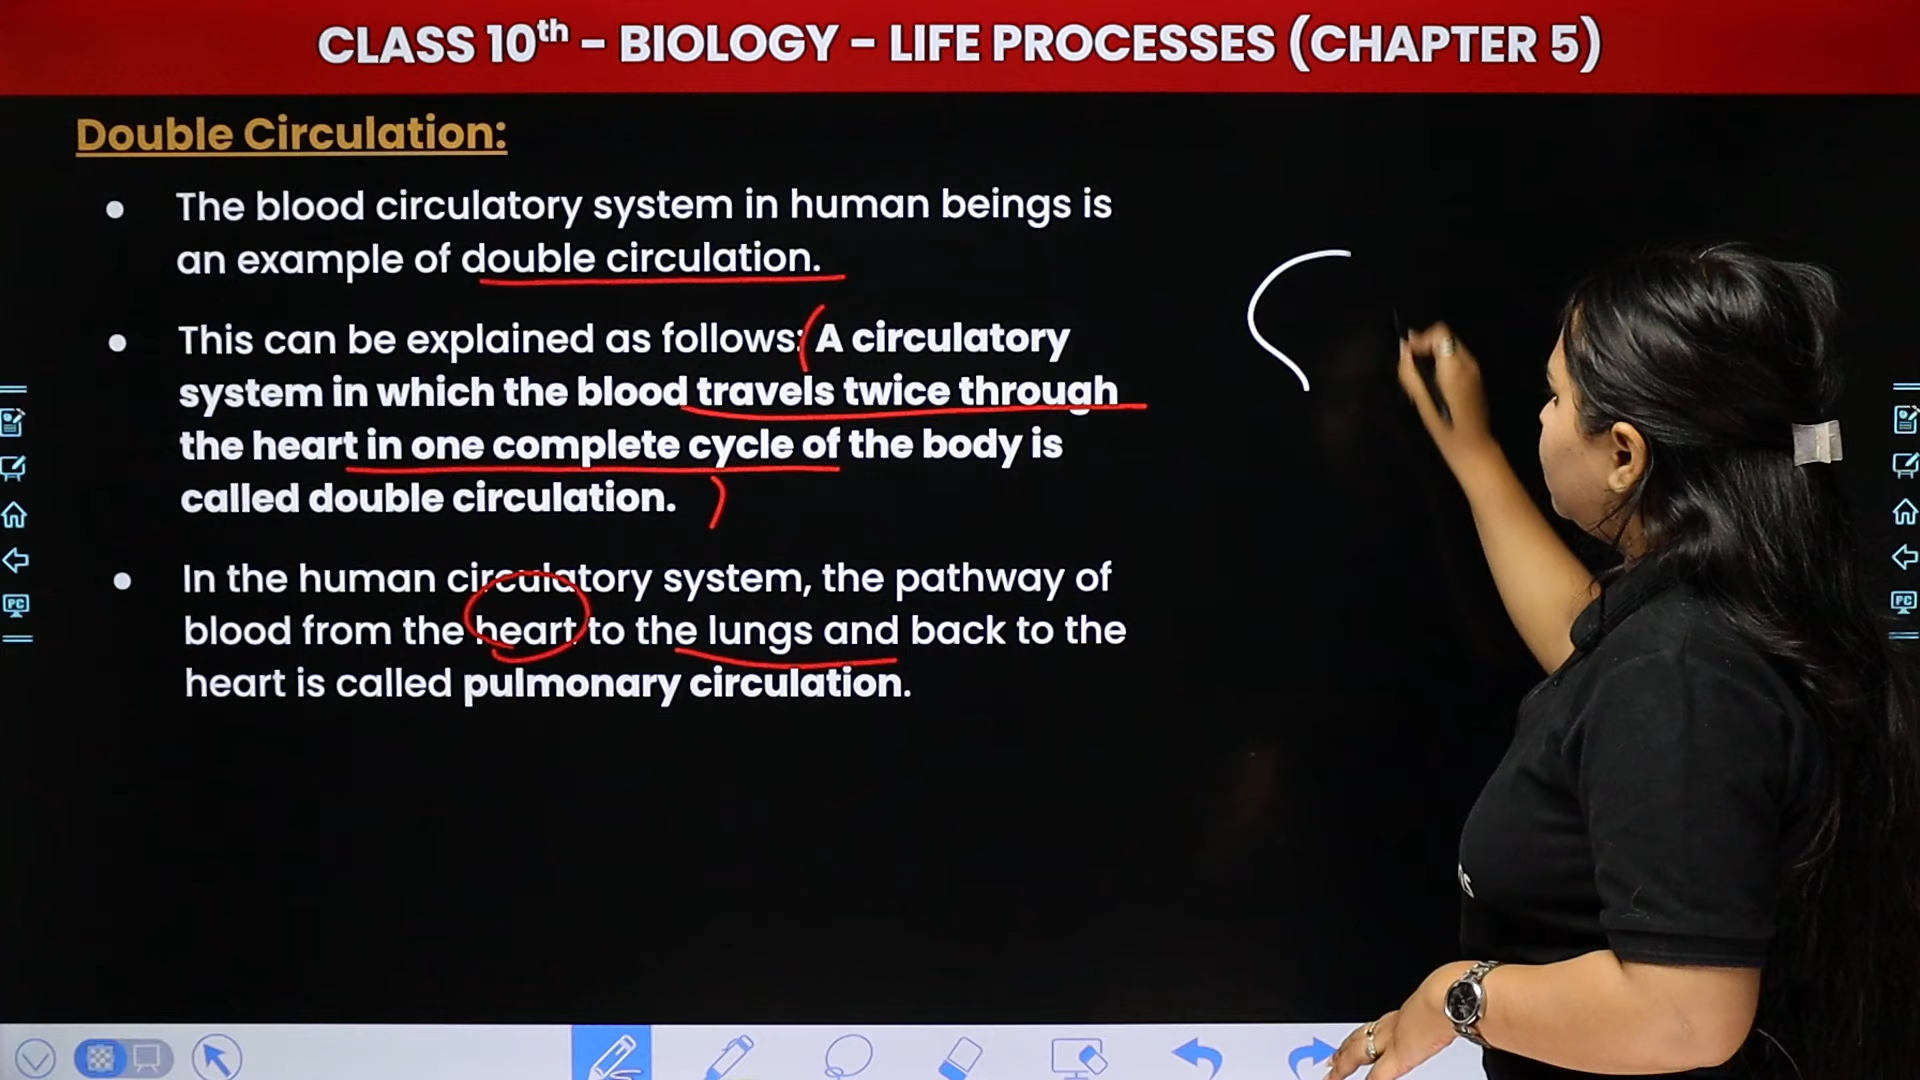 CLASS 10th – BIOLOGY – LIFE PROCESSES (CHAPTER 5)
Double Circulation:
● The blood circulatory system in human beings is
an example of double circulation.
● This can be explained as follows: A circulatory
system in which the blood travels twice through
the heart in one complete cycle of the body is
called double circulation.
● In the human circulatory system, the pathway of
blood from the heart to the lungs and back to the
heart is called pulmonary circulation.
PC
PC